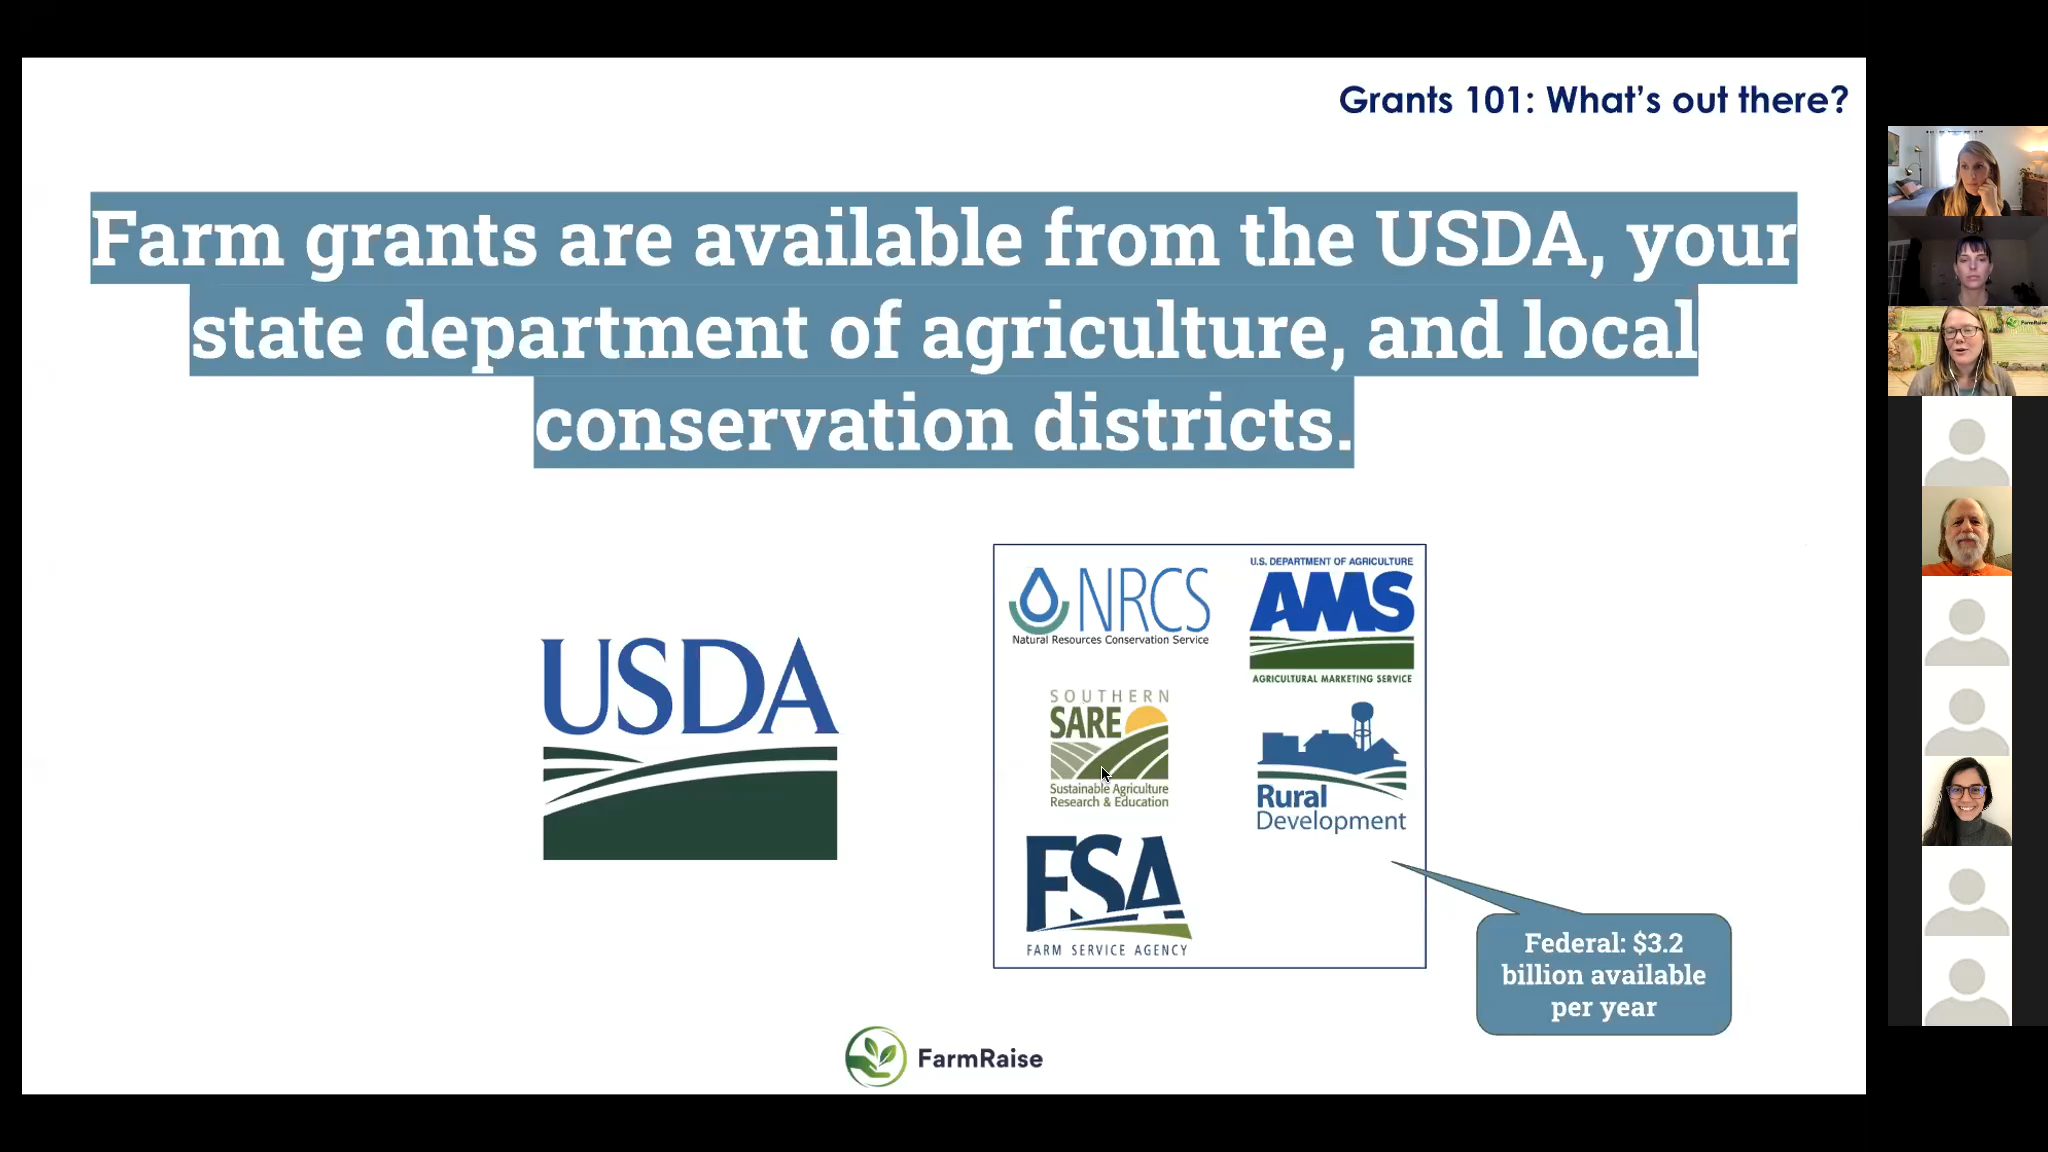 Grants 101: What's out there?
Farm grants are available from the USDA, your
state department of agriculture, and local
conservation districts.
USDA
NRCS
Natural Resources Conservation Service
U.S. DEPARTMENT OF AGRICULTURE
AMS
AGRICULTURAL MARKETING SERVICE
SOUTHERN
SARE
Sustainable Agriculture
Research & Education
Rural
Development
FSA
FARM SERVICE AGENCY
Federal: $3.2
billion available
per year
FarmRaise
FarmRaise